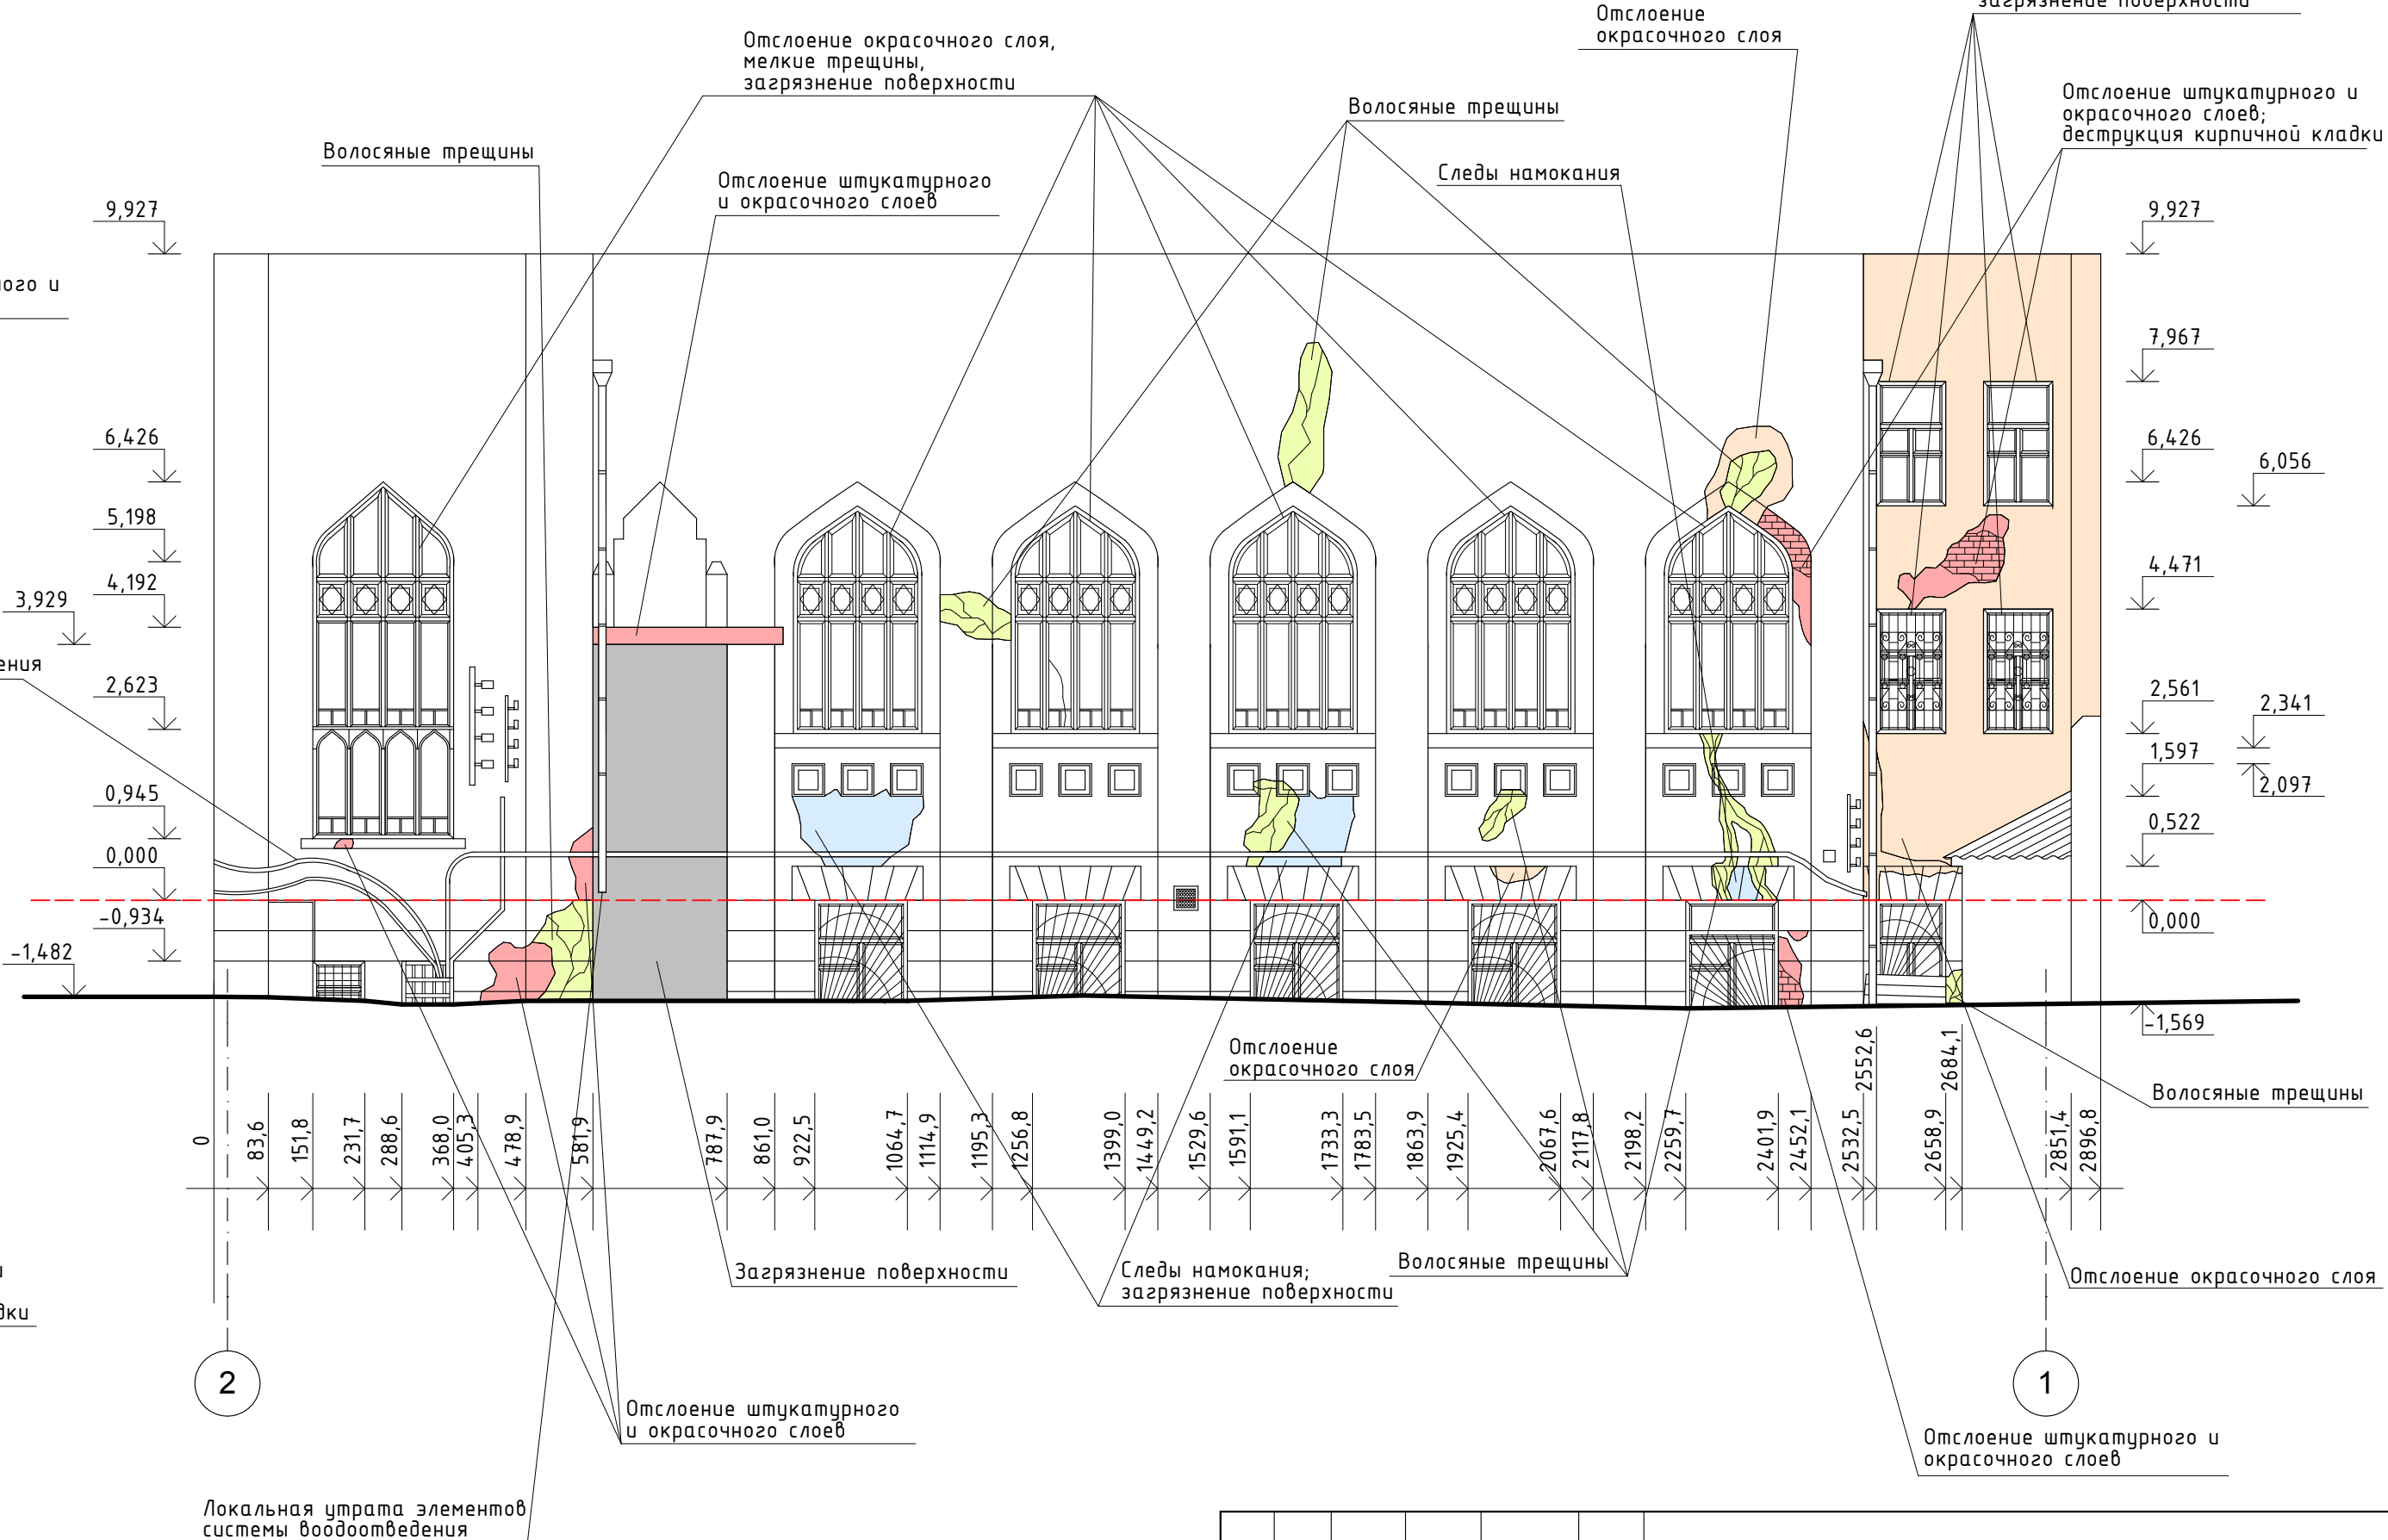 загрязнение поверхности
Отслоение
окрасочного слоя
Отслоение окрасочного слоя,
мелкие трещины,
загрязнение поверхности
Волосяные трещины
Отслоение штукатурного и
окрасочного слоев;
деструкция кирпичной кладки
Волосяные трещины
Следы намокания
Отслоение штукатурного
и окрасочного слоев
ного и
ения
9,927
6,426
5,198
4,192
3,929
2,623
0,945
0,000
-0,934
-1,482
9,927
7,967
6,426
6,056
4,471
2,561
2,341
1,597
2,097
0,522
0,000
-1,569
Отслоение
окрасочного слоя
Волосяные трещины
0
83,6
151,8
231,7
288,6
368,0
405,3
478,9
581,9
787,9
861,0
922,5
1064,7
1114,9
1195,3
1256,8
1399,0
1449,2
1529,6
1591,1
1733,3
1783,5
1863,9
1925,4
2067,6
2117,8
2198,2
2259,7
2401,9
2452,1
2532,5
2552,6
2658,9
2684,1
2851,4
2896,8
Загрязнение поверхности
Следы намокания;
загрязнение поверхности
Волосяные трещины
Отслоение окрасочного слоя
дки
2
1
Отслоение штукатурного
и окрасочного слоев
Отслоение штукатурного и
окрасочного слоев
Локальная утрата элементов
системы воодоотведения